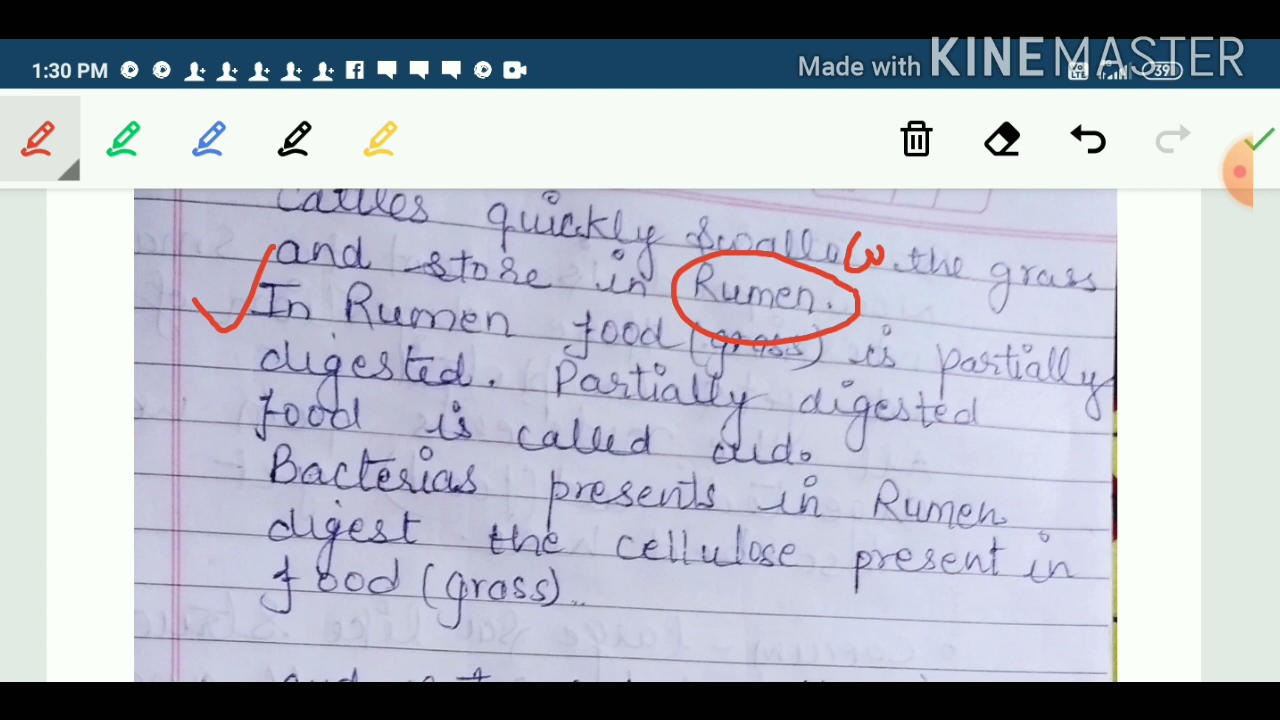 Made with KINEMASTER
1:30 PM
39
Cattles quickly swallow the grass
and store in Rumen.
In Rumen food (grass) is partially
digested. Partially digested
food is called cud.
Bacterias presents in Rumen
digest the cellulose present in
food (grass)..